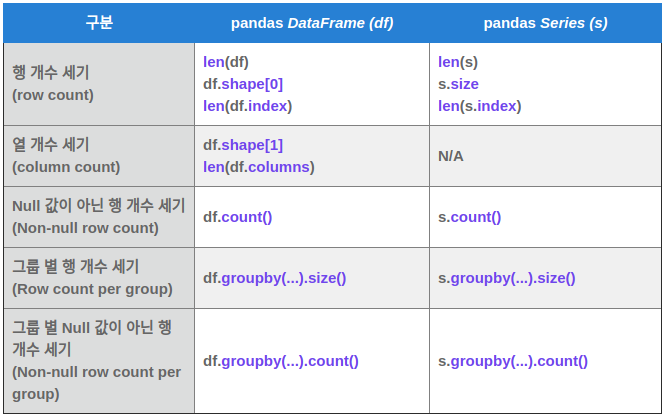 구분
pandas DataFrame (df)
pandas Series (s)
행 개수 세기
(row count)
len(df)
df.shape[0]
len(df.index)
len(s)
s.size
len(s.index)
열 개수 세기
(column count)
df.shape[1]
len(df.columns)
N/A
Null 값이 아닌 행 개수 세기
(Non-null row count)
df.count()
s.count()
그룹 별 행 개수 세기
(Row count per group)
df.groupby(...).size()
s.groupby(...).size()
그룹 별 Null 값이 아닌 행
개수 세기
(Non-null row count per
group)
df.groupby(...).count()
s.groupby(...).count()